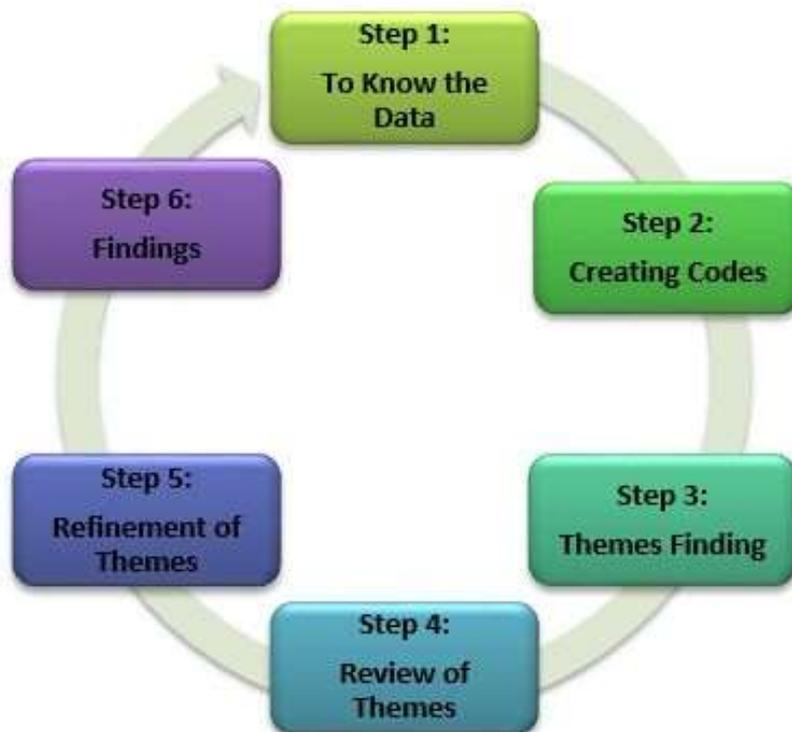 Step 1:
To Know the
Data
Step 2:
Creating Codes
Step 3:
Themes Finding
Step 4:
Review of
Themes
Step 5:
Refinement of
Themes
Step 6:
Findings